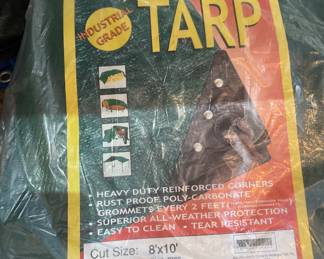 INDUSTRIAL
GRADE
TARP
• HEAVY DUTY REINFORCED CORNERS
• RUST PROOF POLY-CARBONATE
GROMMETS EVERY 2 FEET
• SUPERIOR ALL-WEATHER PROTECTION
• EASY TO CLEAN • TEAR RESISTANT
Cut Size: 8'x10'